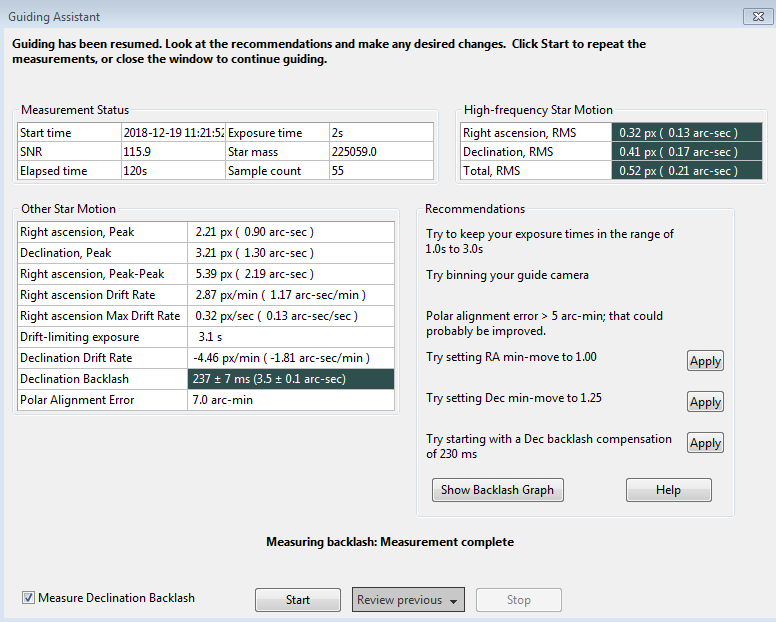 Guiding Assistant
Guiding has been resumed. Look at the recommendations and make any desired changes.  Click Start to repeat the
measurements, or close the window to continue guiding.
Measurement Status
Start time 2018-12-19 11:21:52 Exposure time 2s
SNR 115.9 Star mass 225059.0
Elapsed time 120s Sample count 55
High-frequency Star Motion
Right ascension, RMS 0.32 px ( 0.13 arc-sec )
Declination, RMS 0.41 px ( 0.17 arc-sec )
Total, RMS 0.52 px ( 0.21 arc-sec )
Other Star Motion
Right ascension, Peak 2.21 px ( 0.90 arc-sec )
Declination, Peak 3.21 px ( 1.30 arc-sec )
Right ascension, Peak-Peak 5.39 px ( 2.19 arc-sec )
Right ascension Drift Rate 2.87 px/min ( 1.17 arc-sec/min )
Right ascension Max Drift Rate 0.32 px/sec ( 0.13 arc-sec/sec )
Drift-limiting exposure 3.1 s
Declination Drift Rate -4.46 px/min ( -1.81 arc-sec/min )
Declination Backlash 237 ± 7 ms (3.5 ± 0.1 arc-sec)
Polar Alignment Error 7.0 arc-min
Recommendations
Try to keep your exposure times in the range of
1.0s to 3.0s
Try binning your guide camera
Polar alignment error > 5 arc-min; that could
probably be improved.
Try setting RA min-move to 1.00 Apply
Try setting Dec min-move to 1.25 Apply
Try starting with a Dec backlash compensation
of 230 ms Apply
Show Backlash Graph Help
Measuring backlash: Measurement complete
Measure Declination Backlash Start Review previous Stop